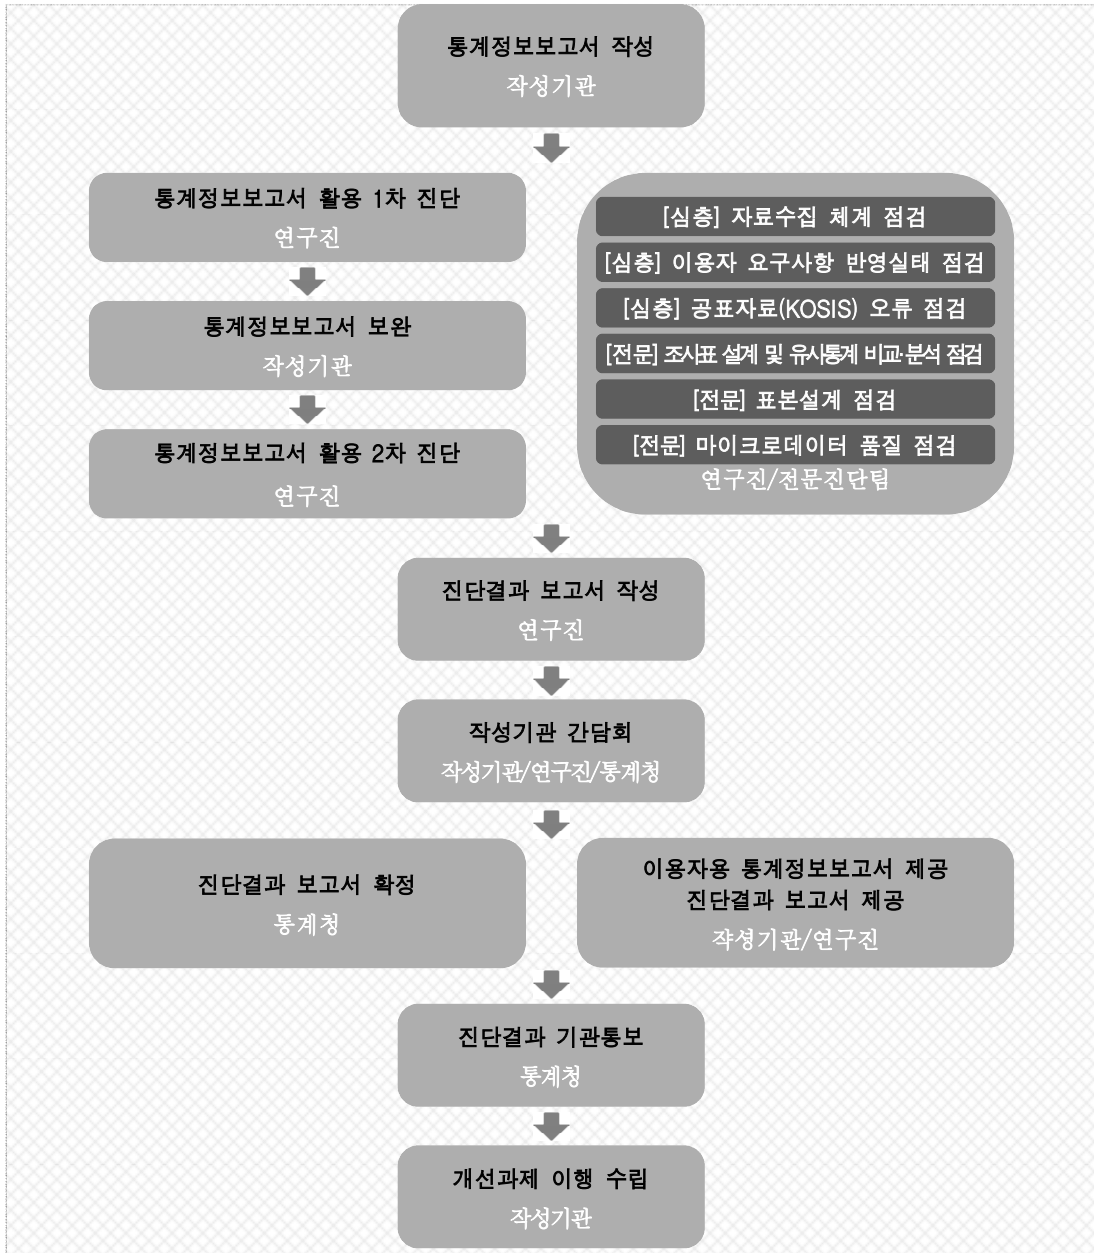 통계정보보고서 작성
작성기관
통계정보보고서 활용 1차 진단
연구진
통계정보보고서 보완
작성기관
통계정보보고서 활용 2차 진단
연구진
[심층] 자료수집 체계 점검
[심층] 이용자 요구사항 반영실태 점검
[심층] 공표자료(KOSIS) 오류 점검
[전문] 조사표 설계 및 유사통계 비교·분석 점검
[전문] 표본설계 점검
[전문] 마이크로데이터 품질 점검
연구진/전문진단팀
진단결과 보고서 작성
연구진
작성기관 간담회
작성기관/연구진/통계청
진단결과 보고서 확정
통계청
이용자용 통계정보보고서 제공
진단결과 보고서 제공
작성기관/연구진
진단결과 기관통보
통계청
개선과제 이행 수립
작성기관